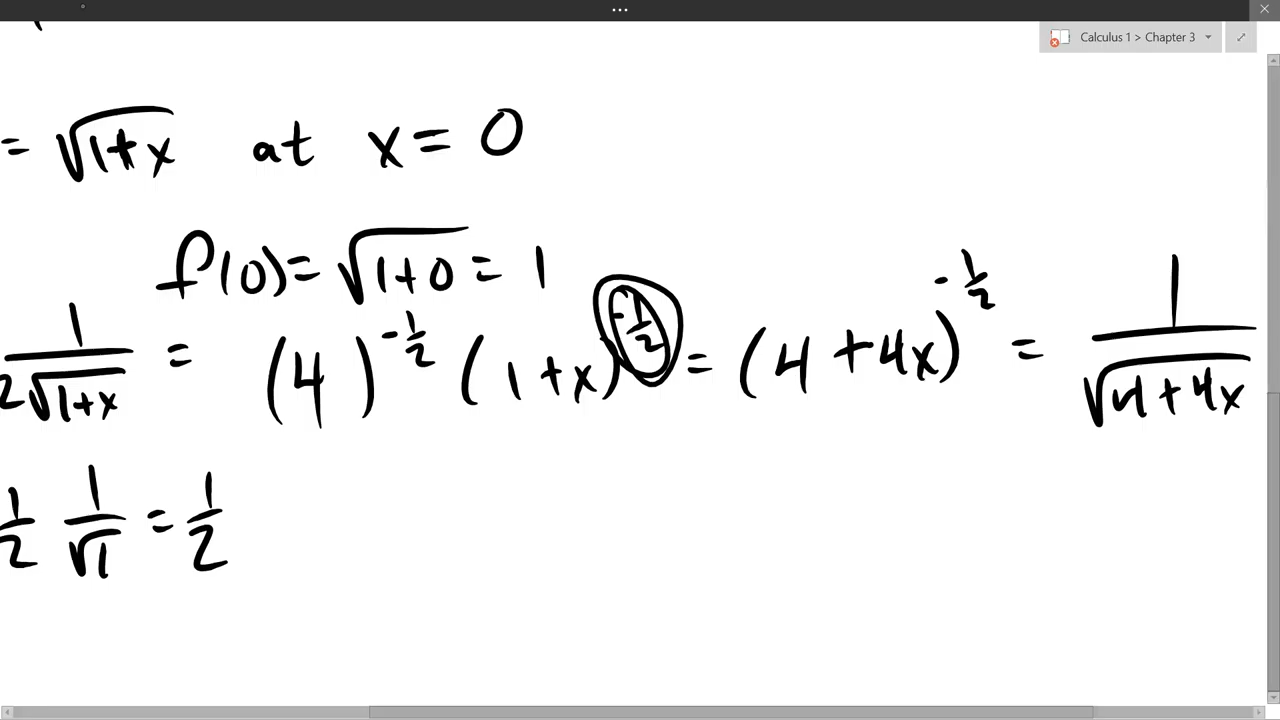 Calculus 1 > Chapter 3
= √(1+x) at x = 0
f(0) = √(1+0) = 1
1/(2√(1+x)) = (4)^(-1/2) (1+x)^(-1/2) = (4+4x)^(-1/2) = 1/√(4+4x)
1/2 1/√1 = 1/2